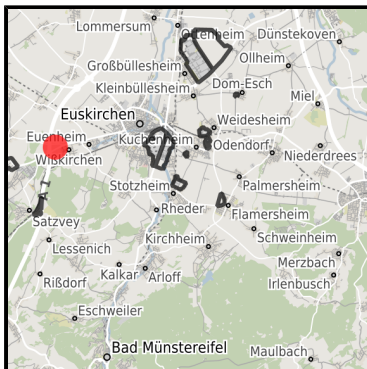 Lommersum
Ottenheim
Dünstekoven
Großbüllesheim
Ollheim
Kleinbüllesheim
Dom-Esch
Miel
Euskirchen
Weidesheim
Euenheim
Kuchenheim
Odendorf
Niederdrees
Wißkirchen
Stotzheim
Palmersheim
Rheder
Flamersheim
Satzvey
Schweinheim
Lessenich
Kirchheim
Merzbach
Rißdorf
Kalkar
Arloff
Irlenbusch
Eschweiler
Bad Münstereifel
Maulbach